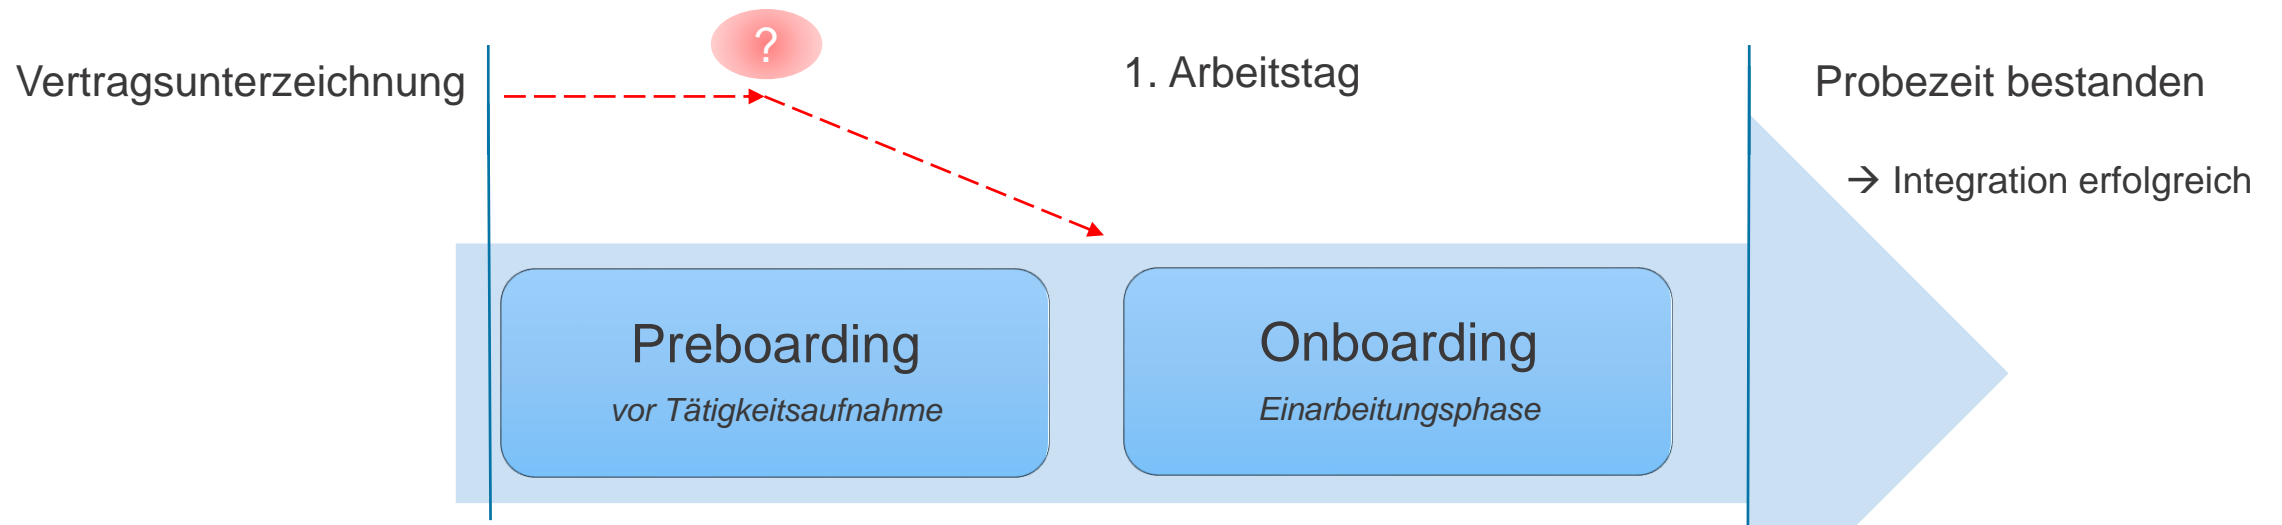 ?
Vertragsunterzeichnung
1. Arbeitstag
Probezeit bestanden
→ Integration erfolgreich
Preboarding
vor Tätigkeitsaufnahme
Onboarding
Einarbeitungsphase